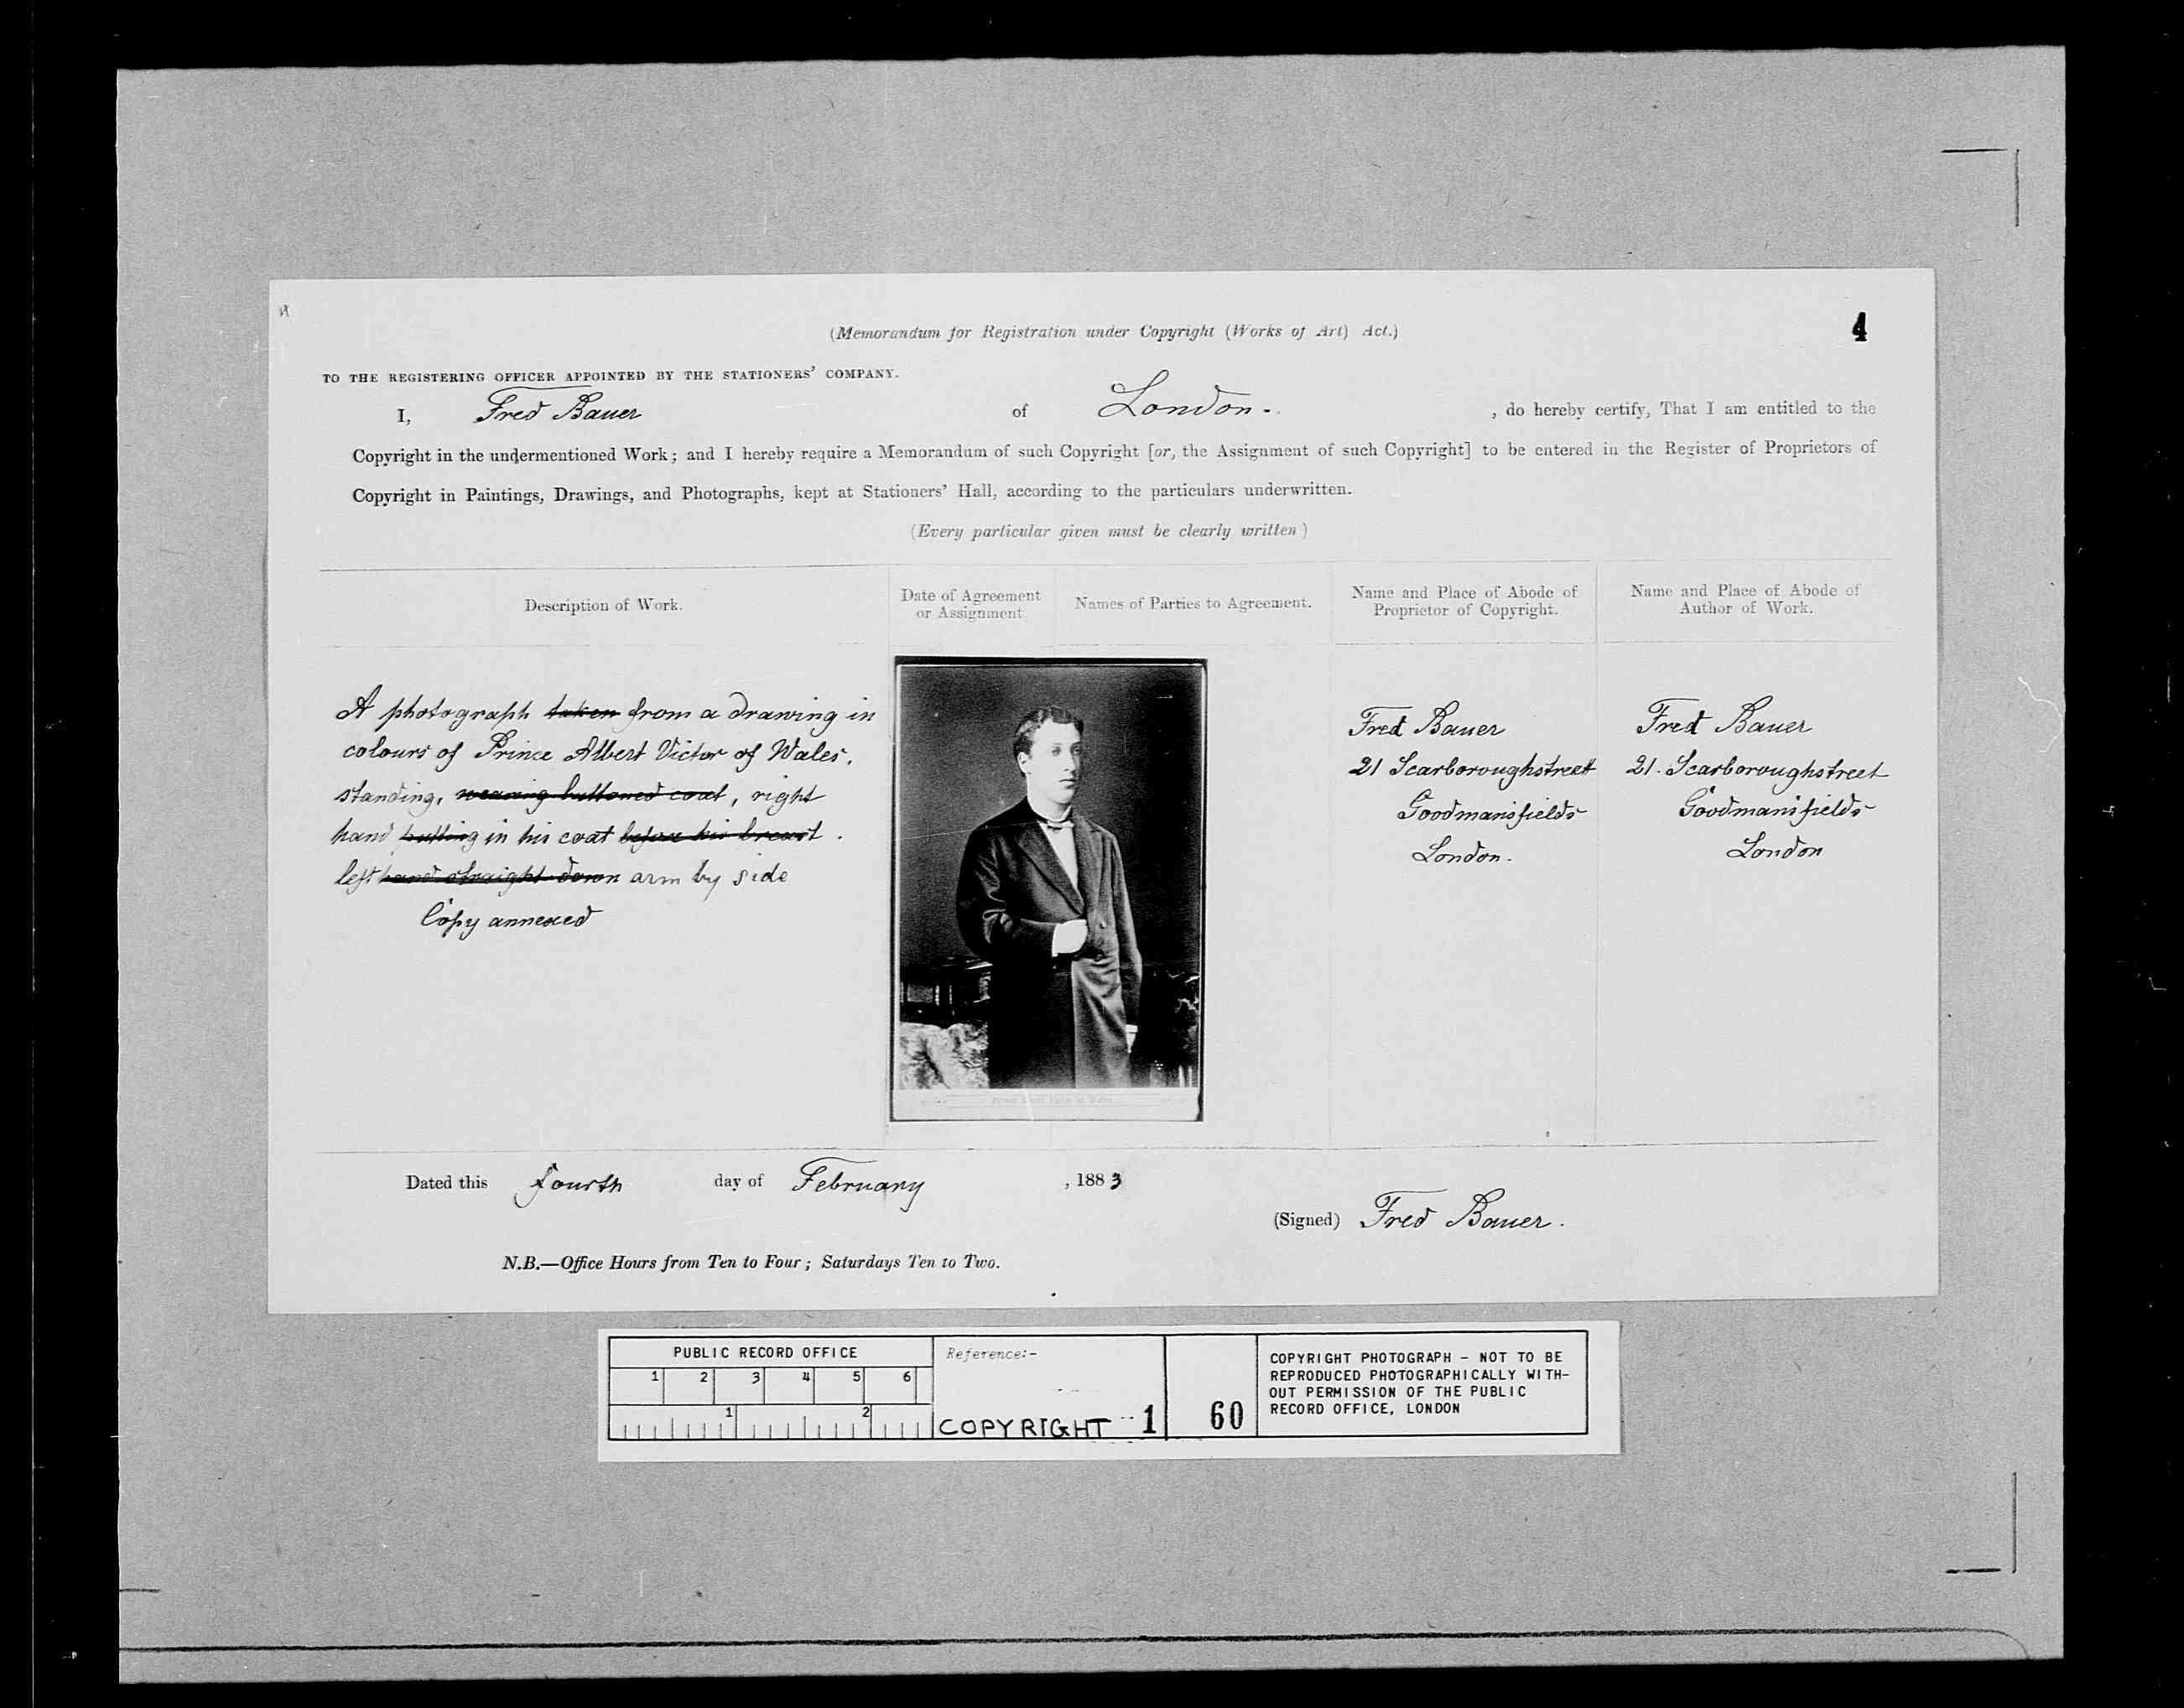 (Memorandum for Registration under Copyright (Works of Art) Act.)
4
TO THE REGISTERING OFFICER APPOINTED BY THE STATIONERS' COMPANY.
I, Fred Bauer of London. , do hereby certify, That I am entitled to the
Copyright in the undermentioned Work; and I hereby require a Memorandum of such Copyright [or, the Assignment of such Copyright] to be entered in the Register of Proprietors of
Copyright in Paintings, Drawings, and Photographs, kept at Stationers' Hall, according to the particulars underwritten.
(Every particular given must be clearly written)
Description of Work.
Date of Agreement
or Assignment.
Names of Parties to Agreement.
Name and Place of Abode of
Proprietor of Copyright.
Name and Place of Abode of
Author of Work.
A photograph taken from a drawing in
colours of Prince Albert Victor of Wales,
standing, wearing buttoned coat, right
hand putting in his coat before his breast.
left hand straight down arm by side
Copy annexed
Fred Bauer
21 Scarboroughstreet
Goodmansfields
London.
Fred Bauer
21. Scarboroughstreet
Goodmansfields
London
Dated this fourth day of February , 1883
(Signed) Fred Bauer.
N.B.—Office Hours from Ten to Four; Saturdays Ten to Two.
PUBLIC RECORD OFFICE
1 2 3 4 5 6
1 2
Reference:-
COPYRIGHT 1 60
COPYRIGHT PHOTOGRAPH - NOT TO BE
REPRODUCED PHOTOGRAPHICALLY WITH-
OUT PERMISSION OF THE PUBLIC
RECORD OFFICE, LONDON